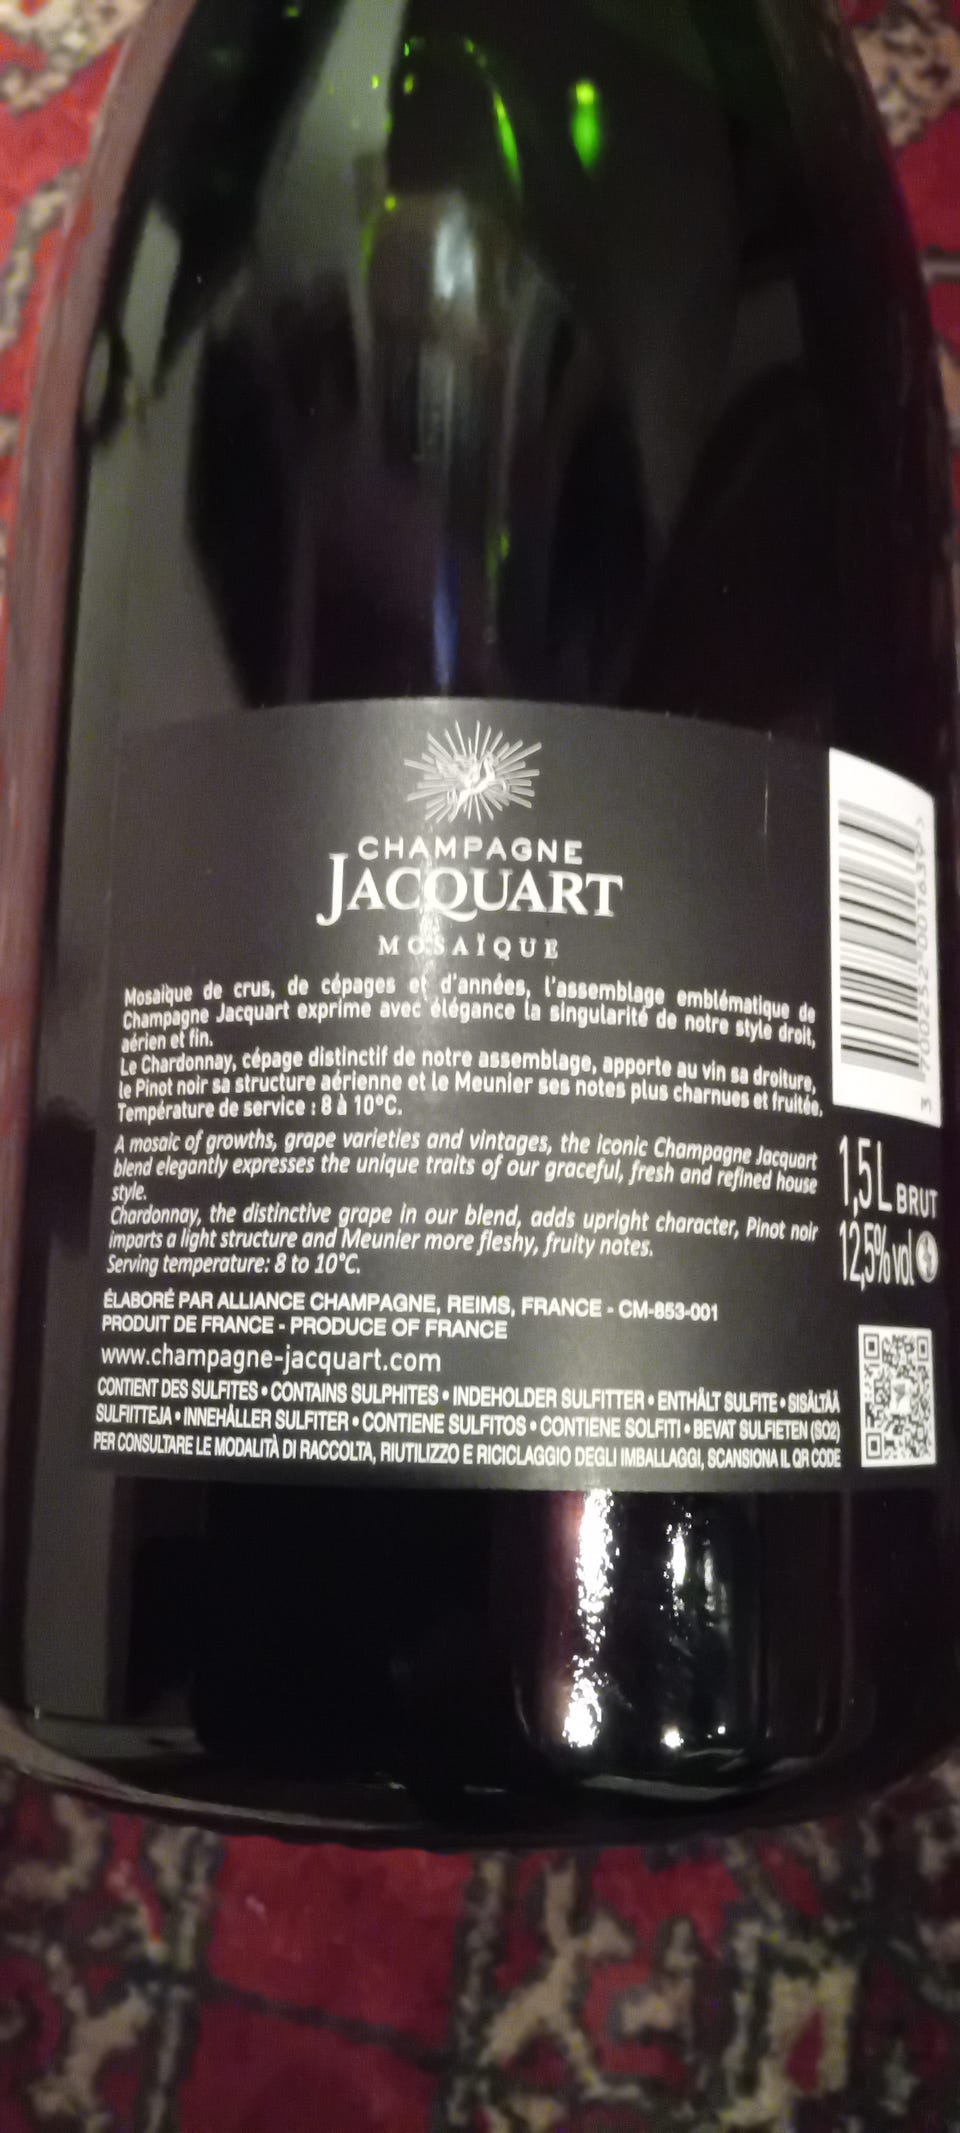 CHAMPAGNE
JACQUART
MOSAÏQUE
Mosaïque de crus, de cépages et d'années, l'assemblage emblématique de
Champagne Jacquart exprime avec élégance la singularité de notre style droit,
aérien et fin.
Le Chardonnay, cépage distinctif de notre assemblage, apporte au vin sa droiture,
le Pinot noir sa structure aérienne et le Meunier ses notes plus charnues et fruitée.
Température de service : 8 à 10°C.
A mosaic of growths, grape varieties and vintages, the iconic Champagne Jacquart
blend elegantly expresses the unique traits of our graceful, fresh and refined house
style.
Chardonnay, the distinctive grape in our blend, adds upright character, Pinot noir
imparts a light structure and Meunier more fleshy, fruity notes.
Serving temperature: 8 to 10°C.
ÉLABORÉ PAR ALLIANCE CHAMPAGNE, REIMS, FRANCE - CM-853-001
PRODUIT DE FRANCE - PRODUCE OF FRANCE
www.champagne-jacquart.com
CONTIENT DES SULFITES • CONTAINS SULPHITES • INDEHOLDER SULFITTER • ENTHÄLT SULFITE • SISÄLTÄÄ
SULFIITTEJA • INNEHÅLLER SULFITER • CONTIENE SULFITOS • CONTIENE SOLFITI • BEVAT SULFIETEN (SO2)
PER CONSULTARE LE MODALITÀ DI RACCOLTA, RIUTILIZZO E RICICLAGGIO DEGLI IMBALLAGGI, SCANSIONA IL QR CODE
1,5L BRUT
12,5%vol